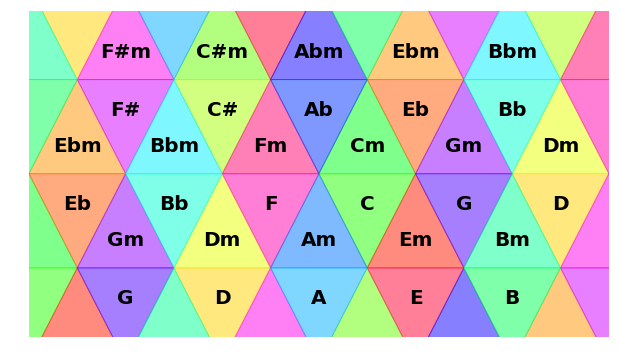 F#m C#m Abm Ebm Bbm
F# C# Ab Eb Bb
Ebm Bbm Fm Cm Gm Dm
Eb Bb F C G D
Gm Dm Am Em Bm
G D A E B